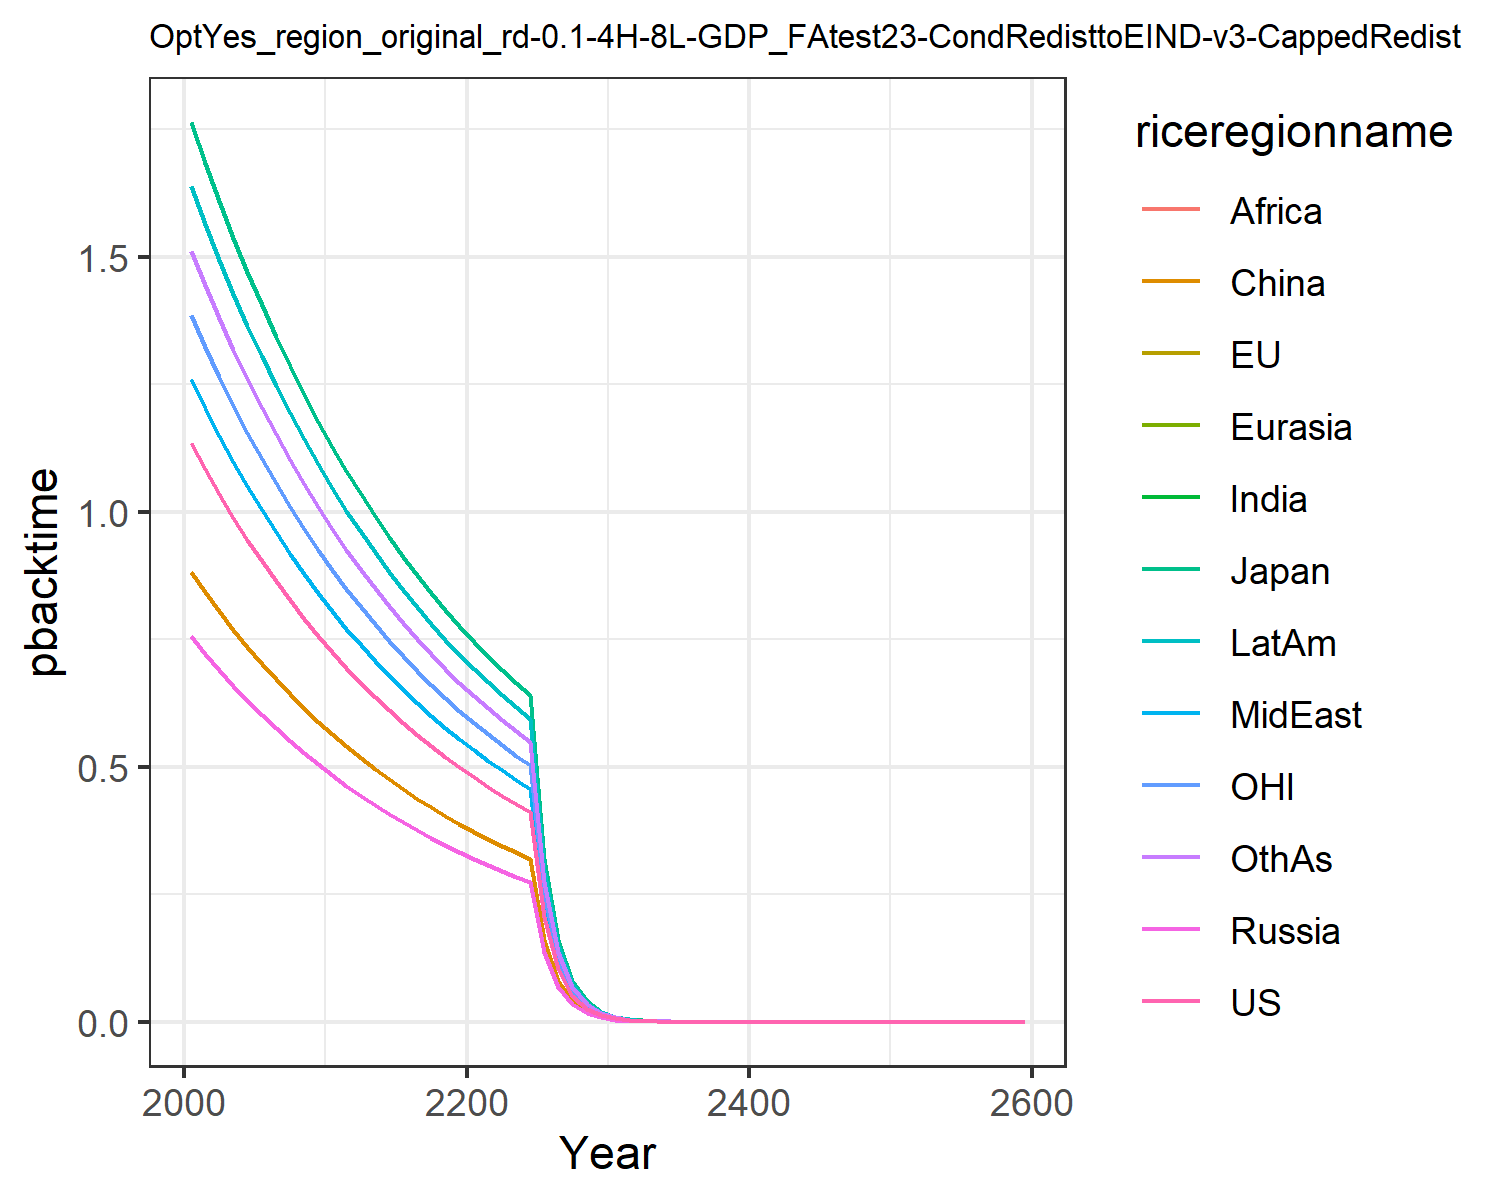 OptYes_region_original_rd-0.1-4H-8L-GDP_FAtest23-CondRedisttoEIND-v3-CappedRedist
riceregionname
Africa
China
EU
Eurasia
India
Japan
LatAm
MidEast
OHI
OthAs
Russia
US
pbacktime
1.5
1.0
0.5
0.0
2000 2200 2400 2600
Year